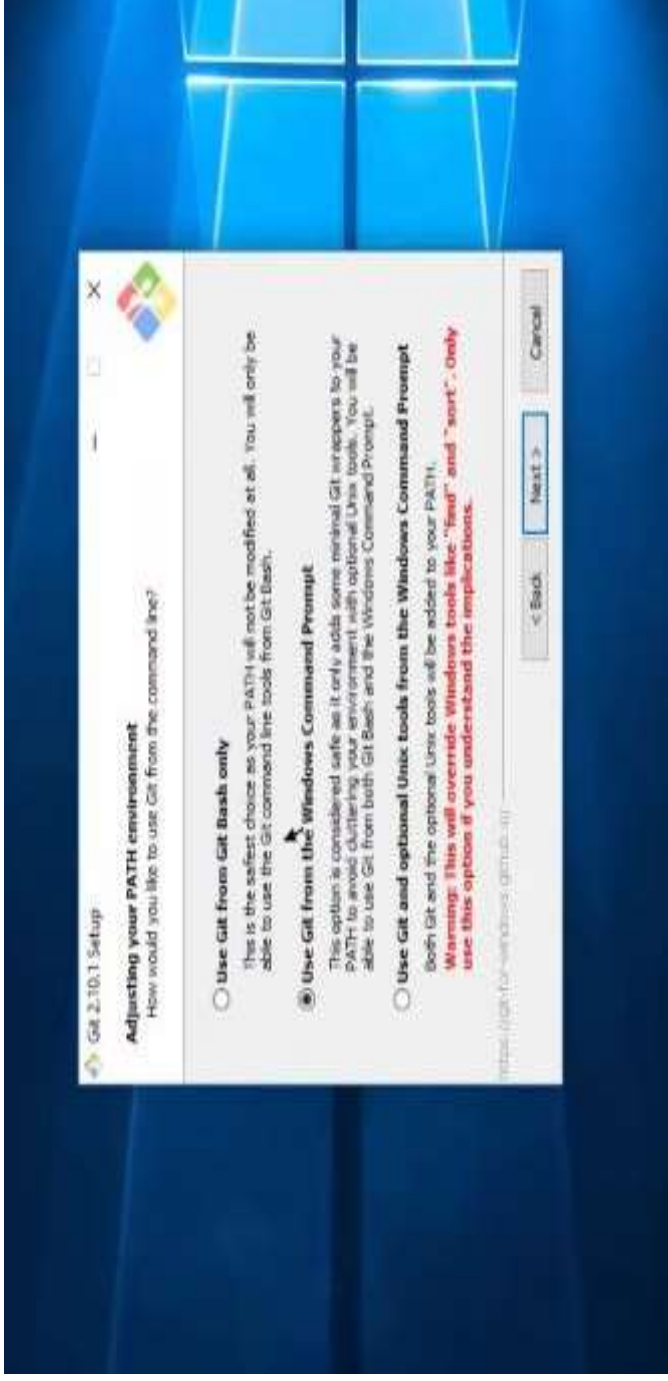 Git 2.10.1 Setup
Adjusting your PATH environment
How would you like to use Git from the command line?
Use Git from Git Bash only
This is the safest choice as your PATH will not be modified at all. You will only be
able to use the Git command line tools from Git Bash.
Use Git from the Windows Command Prompt
This option is considered safe as it only adds some minimal Git wrappers to your
PATH to avoid cluttering your environment with optional Unix tools. You will be
able to use Git from both Git Bash and the Windows Command Prompt.
Use Git and optional Unix tools from the Windows Command Prompt
Both Git and the optional Unix tools will be added to your PATH.
Warning: This will override Windows tools like "find" and "sort". Only
use this option if you understand the implications.
https://git-for-windows.github.io/
< Back
Next >
Cancel